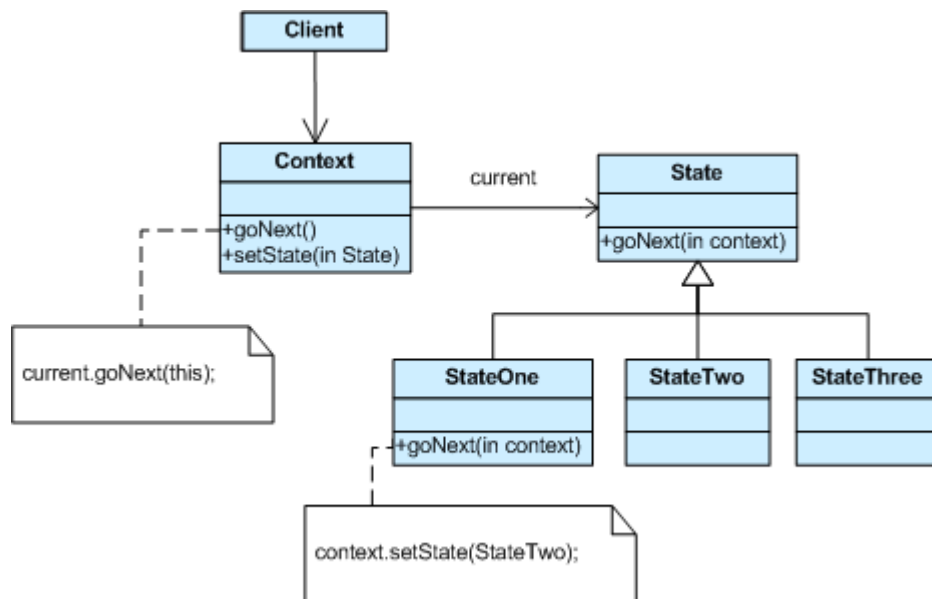 Client
Context
+goNext()
+setState(in State)
current
State
+goNext(in context)
current.goNext(this);
StateOne
+goNext(in context)
StateTwo
StateThree
context.setState(StateTwo);